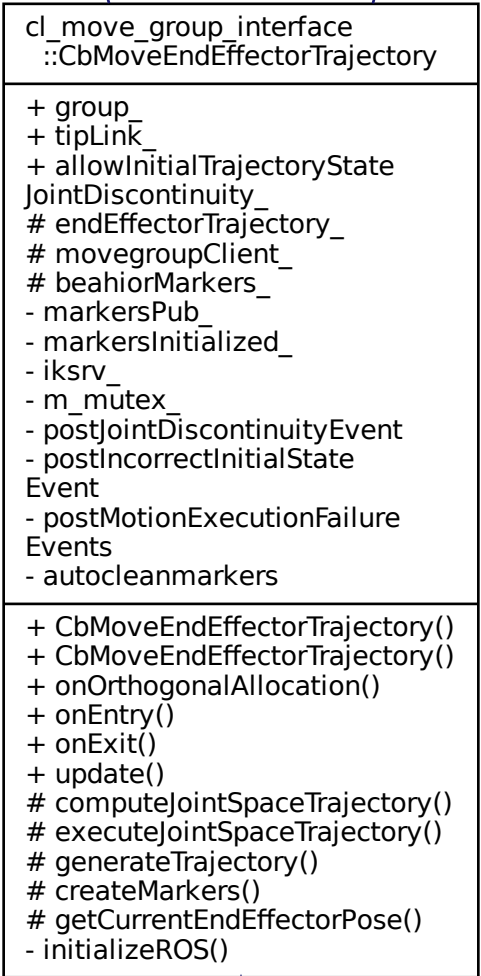 cl_move_group_interface
::CbMoveEndEffectorTrajectory
+ group_
+ tipLink_
+ allowInitialTrajectoryState
JointDiscontinuity_
# endEffectorTrajectory_
# movegroupClient_
# beahiorMarkers_
- markersPub_
- markersInitialized_
- iksrv_
- m_mutex_
- postJointDiscontinuityEvent
- postIncorrectInitialState
Event
- postMotionExecutionFailure
Events
- autocleanmarkers
+ CbMoveEndEffectorTrajectory()
+ CbMoveEndEffectorTrajectory()
+ onOrthogonalAllocation()
+ onEntry()
+ onExit()
+ update()
# computeJointSpaceTrajectory()
# executeJointSpaceTrajectory()
# generateTrajectory()
# createMarkers()
# getCurrentEndEffectorPose()
- initializeROS()